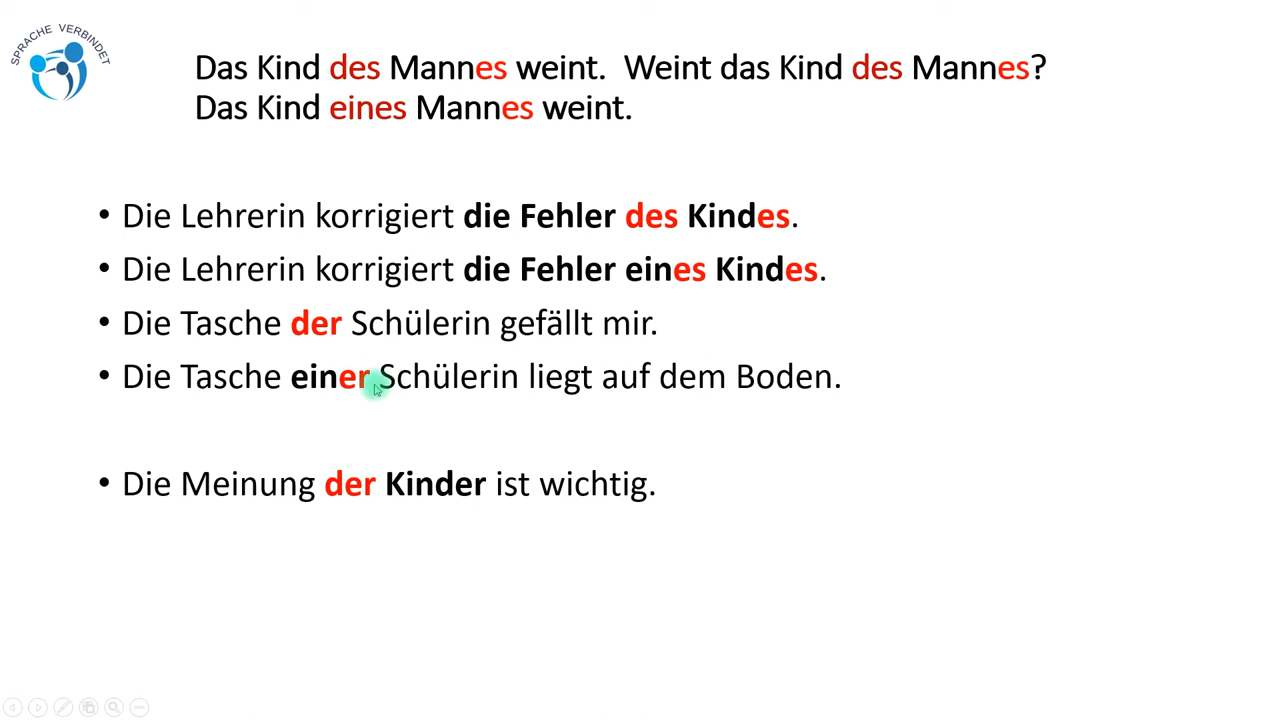 SPRACHE VERBINDET
Das Kind des Mannes weint. Weint das Kind des Mannes?
Das Kind eines Mannes weint.
• Die Lehrerin korrigiert die Fehler des Kindes.
• Die Lehrerin korrigiert die Fehler eines Kindes.
• Die Tasche der Schülerin gefällt mir.
• Die Tasche einer Schülerin liegt auf dem Boden.
• Die Meinung der Kinder ist wichtig.